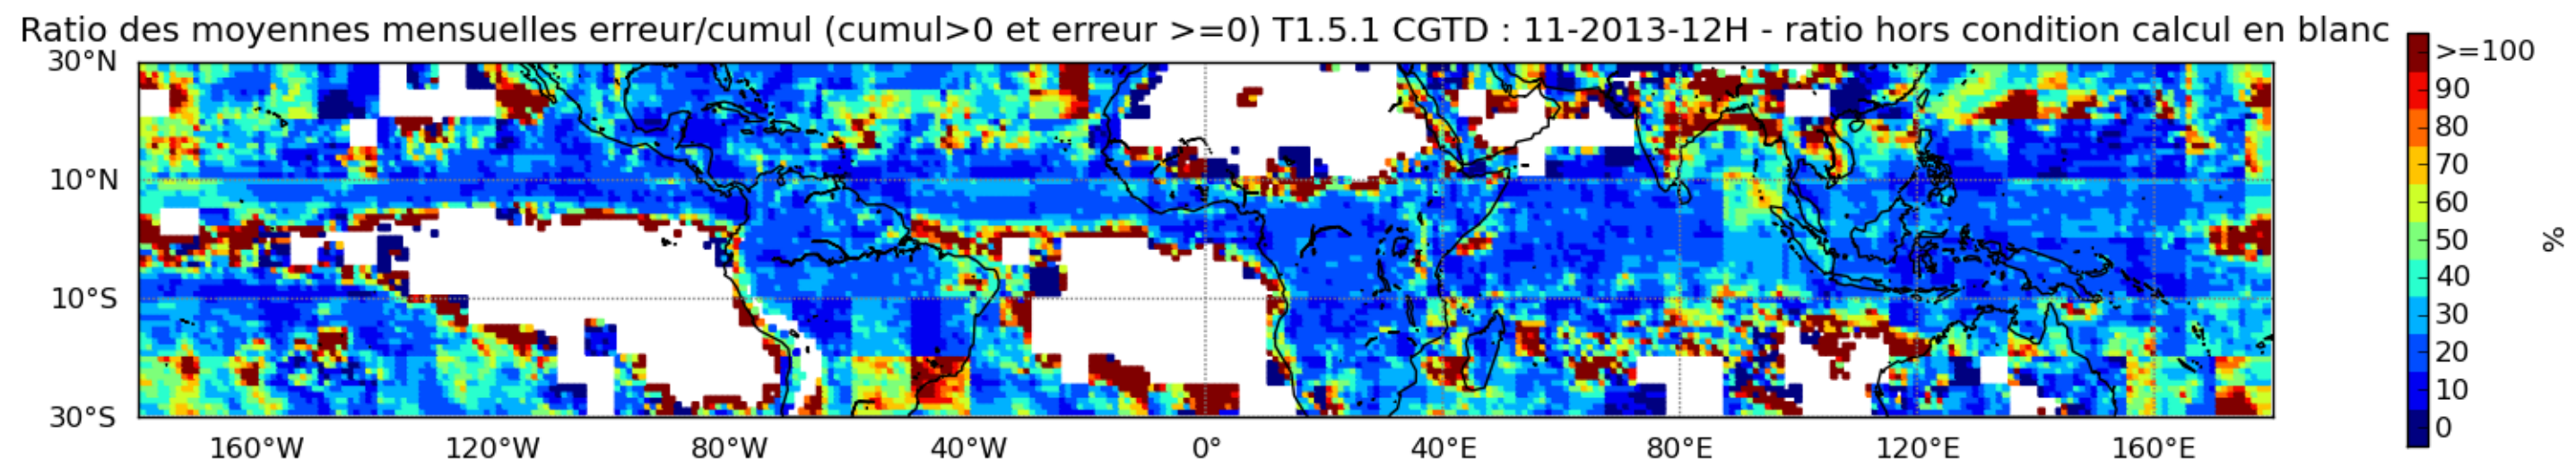 Ratio des moyennes mensuelles erreur/cumul (cumul>0 et erreur >=0) T1.5.1 CGTD : 11-2013-12H - ratio hors condition calcul en blanc
30°N
10°N
10°S
30°S
160°W 120°W 80°W 40°W 0° 40°E 80°E 120°E 160°E
>=100
90
80
70
60
50
40
30
20
10
0
%